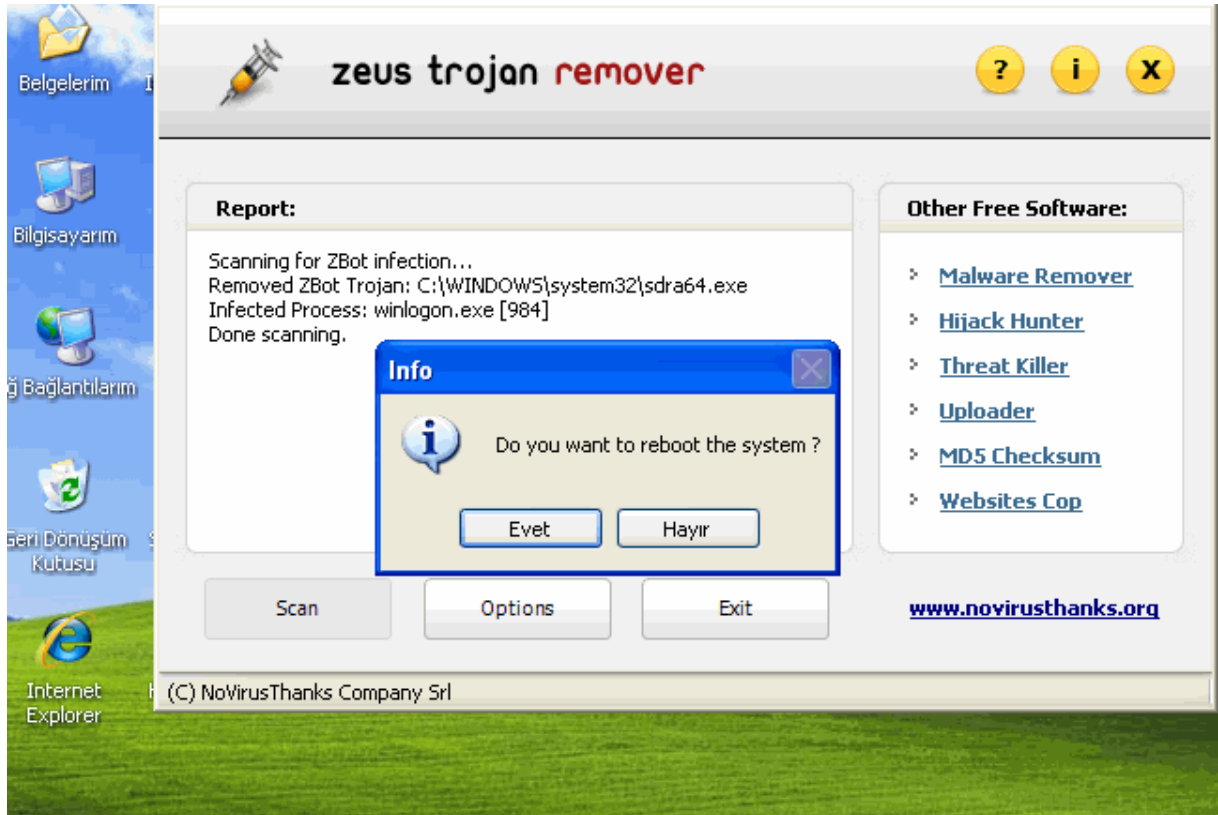 Belgelerim
Bilgisayarım
ğ Bağlantılarım
Geri Dönüşüm
Kutusu
Internet
Explorer
zeus trojan remover
? i X
Report:
Scanning for ZBot infection...
Removed ZBot Trojan: C:\WINDOWS\system32\sdra64.exe
Infected Process: winlogon.exe [984]
Done scanning.
Info
Do you want to reboot the system ?
Evet
Hayır
Other Free Software:
Malware Remover
Hijack Hunter
Threat Killer
Uploader
MD5 Checksum
Websites Cop
Scan
Options
Exit
www.novirusthanks.org
(C) NoVirusThanks Company Srl